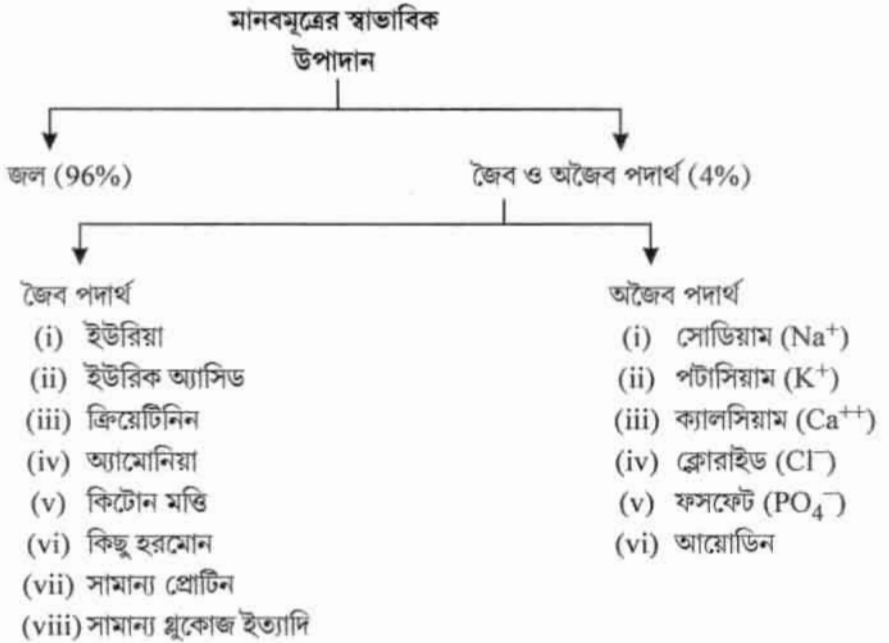 মানবমূত্রের স্বাভাবিক
উপাদান
জল (96%)
জৈব ও অজৈব পদার্থ (4%)
জৈব পদার্থ
(i) ইউরিয়া
(ii) ইউরিক অ্যাসিড
(iii) ক্রিয়েটিনিন
(iv) অ্যামোনিয়া
(v) কিটোন মত্তি
(vi) কিছু হরমোন
(vii) সামান্য প্রোটিন
(viii) সামান্য গ্লুকোজ ইত্যাদি
অজৈব পদার্থ
(i) সোডিয়াম (Na⁺)
(ii) পটাসিয়াম (K⁺)
(iii) ক্যালসিয়াম (Ca⁺⁺)
(iv) ক্লোরাইড (Cl⁻)
(v) ফসফেট (PO₄⁻)
(vi) আয়োডিন